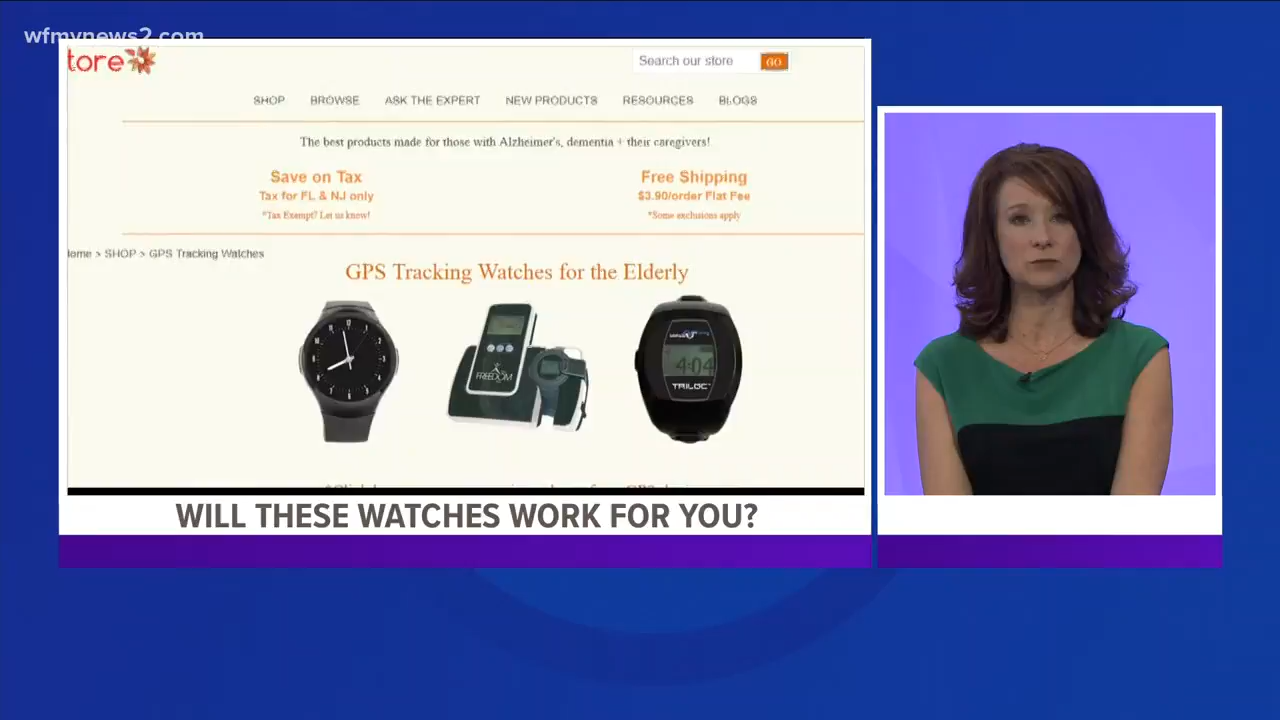 wfmynews2.com
tore
Search our store GO
SHOP BROWSE ASK THE EXPERT NEW PRODUCTS RESOURCES BLOGS
The best products made for those with Alzheimer's, dementia + their caregivers!
Save on Tax
Tax for FL & NJ only
*Tax Exempt? Let us know!
Free Shipping
$3.90/order Flat Fee
*Some exclusions apply
ome > SHOP > GPS Tracking Watches
GPS Tracking Watches for the Elderly
FREEDOM
4:04
TRILOC
WILL THESE WATCHES WORK FOR YOU?